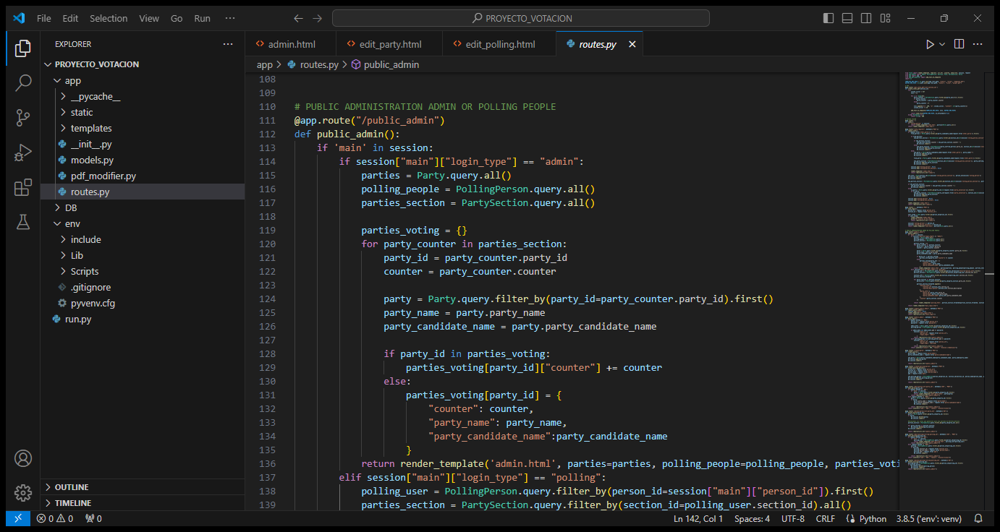 File Edit Selection View Go Run ···
PROYECTO_VOTACION
EXPLORER
···
PROYECTO_VOTACION
app
__pycache__
static
templates
__init__.py
models.py
pdf_modifier.py
routes.py
DB
env
include
Lib
Scripts
.gitignore
pyvenv.cfg
run.py
OUTLINE
TIMELINE
admin.html
edit_party.html
edit_polling.html
routes.py
app > routes.py > public_admin
108
109
110 # PUBLIC ADMINISTRATION ADMIN OR POLLING PEOPLE
111 @app.route("/public_admin")
112 def public_admin():
113     if 'main' in session:
114         if session["main"]["login_type"] == "admin":
115             parties = Party.query.all()
116             polling_people = PollingPerson.query.all()
117             parties_section = PartySection.query.all()
118
119             parties_voting = {}
120             for party_counter in parties_section:
121                 party_id = party_counter.party_id
122                 counter = party_counter.counter
123
124                 party = Party.query.filter_by(party_id=party_counter.party_id).first()
125                 party_name = party.party_name
126                 party_candidate_name = party.party_candidate_name
127
128                 if party_id in parties_voting:
129                     parties_voting[party_id]["counter"] += counter
130                 else:
131                     parties_voting[party_id] = {
132                         "counter": counter,
133                         "party_name": party_name,
134                         "party_candidate_name":party_candidate_name
135                     }
136             return render_template('admin.html', parties=parties, polling_people=polling_people, parties_voti
137         elif session["main"]["login_type"] == "polling":
138             polling_user = PollingPerson.query.filter_by(person_id=session["main"]["person_id"]).first()
139             parties_section = PartySection.query.filter_by(section_id=polling_user.section_id).all()
0 0 0
Ln 142, Col 1 Spaces: 4 UTF-8 CRLF Python 3.8.5 ('env': venv)